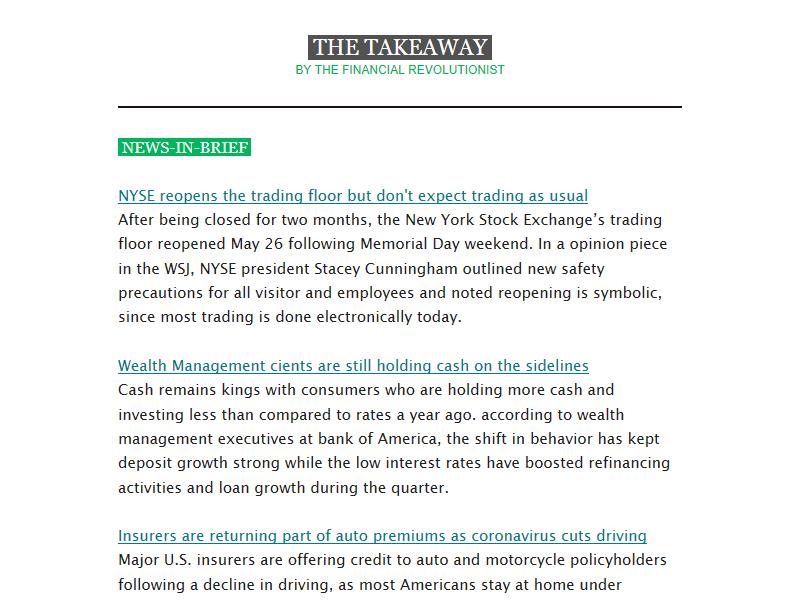 THE TAKEAWAY
BY THE FINANCIAL REVOLUTIONIST
NEWS-IN-BRIEF
NYSE reopens the trading floor but don't expect trading as usual
After being closed for two months, the New York Stock Exchange’s trading
floor reopened May 26 following Memorial Day weekend. In a opinion piece
in the WSJ, NYSE president Stacey Cunningham outlined new safety
precautions for all visitor and employees and noted reopening is symbolic,
since most trading is done electronically today.
Wealth Management cients are still holding cash on the sidelines
Cash remains kings with consumers who are holding more cash and
investing less than compared to rates a year ago. according to wealth
management executives at bank of America, the shift in behavior has kept
deposit growth strong while the low interest rates have boosted refinancing
activities and loan growth during the quarter.
Insurers are returning part of auto premiums as coronavirus cuts driving
Major U.S. insurers are offering credit to auto and motorcycle policyholders
following a decline in driving, as most Americans stay at home under